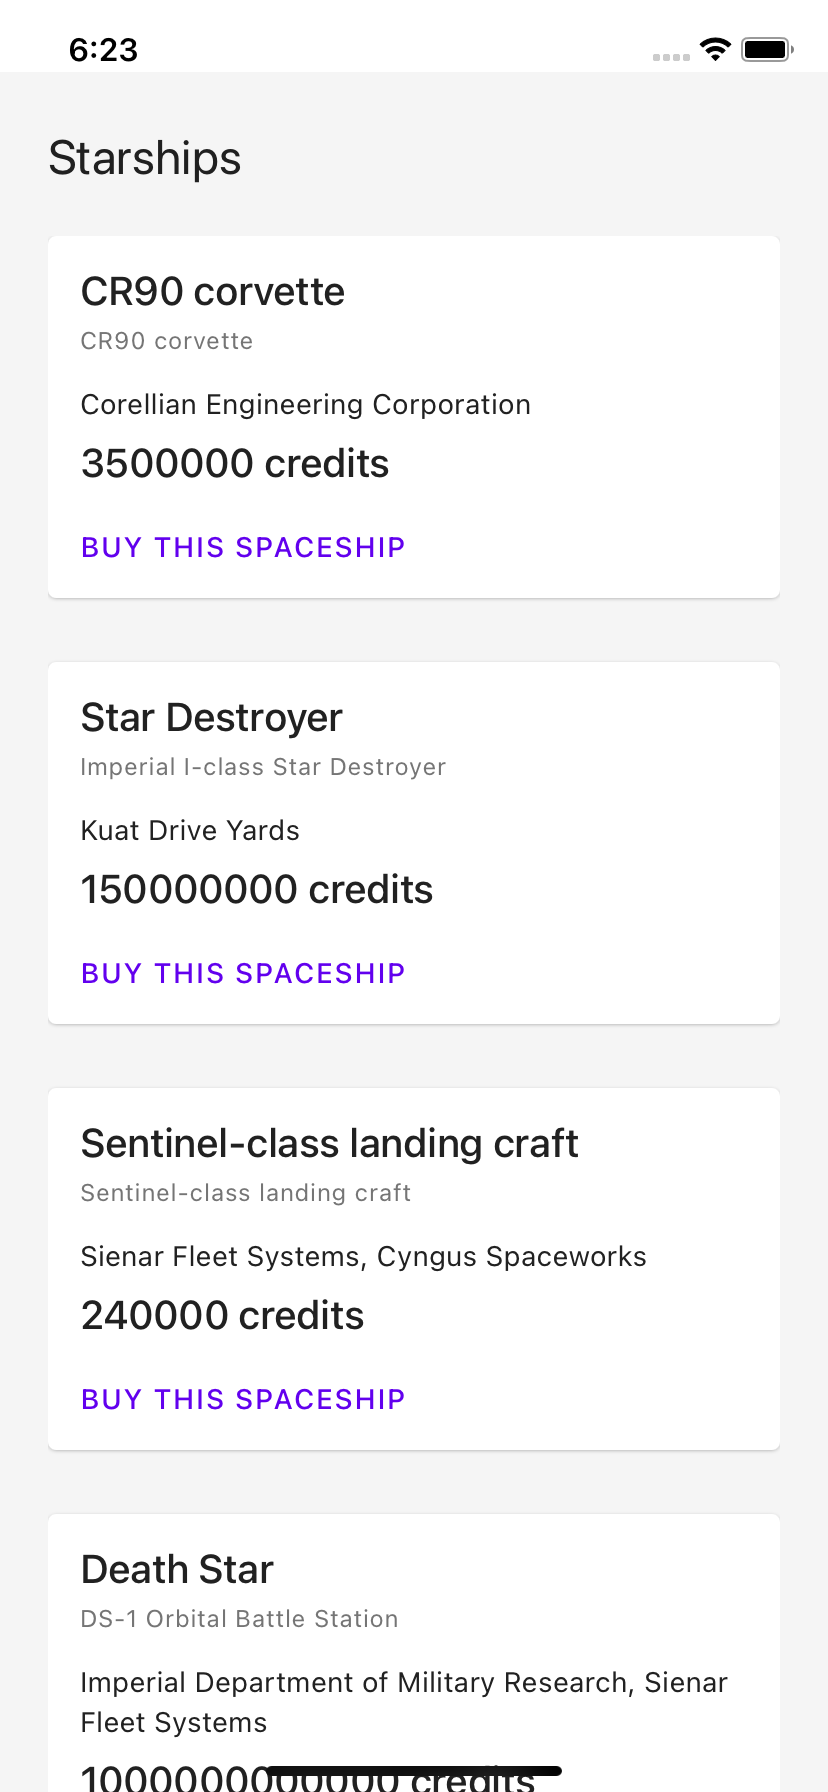 6:23
Starships
CR90 corvette
CR90 corvette
Corellian Engineering Corporation
3500000 credits
BUY THIS SPACESHIP
Star Destroyer
Imperial I-class Star Destroyer
Kuat Drive Yards
150000000 credits
BUY THIS SPACESHIP
Sentinel-class landing craft
Sentinel-class landing craft
Sienar Fleet Systems, Cyngus Spaceworks
240000 credits
BUY THIS SPACESHIP
Death Star
DS-1 Orbital Battle Station
Imperial Department of Military Research, Sienar
Fleet Systems
1000000000000 credits